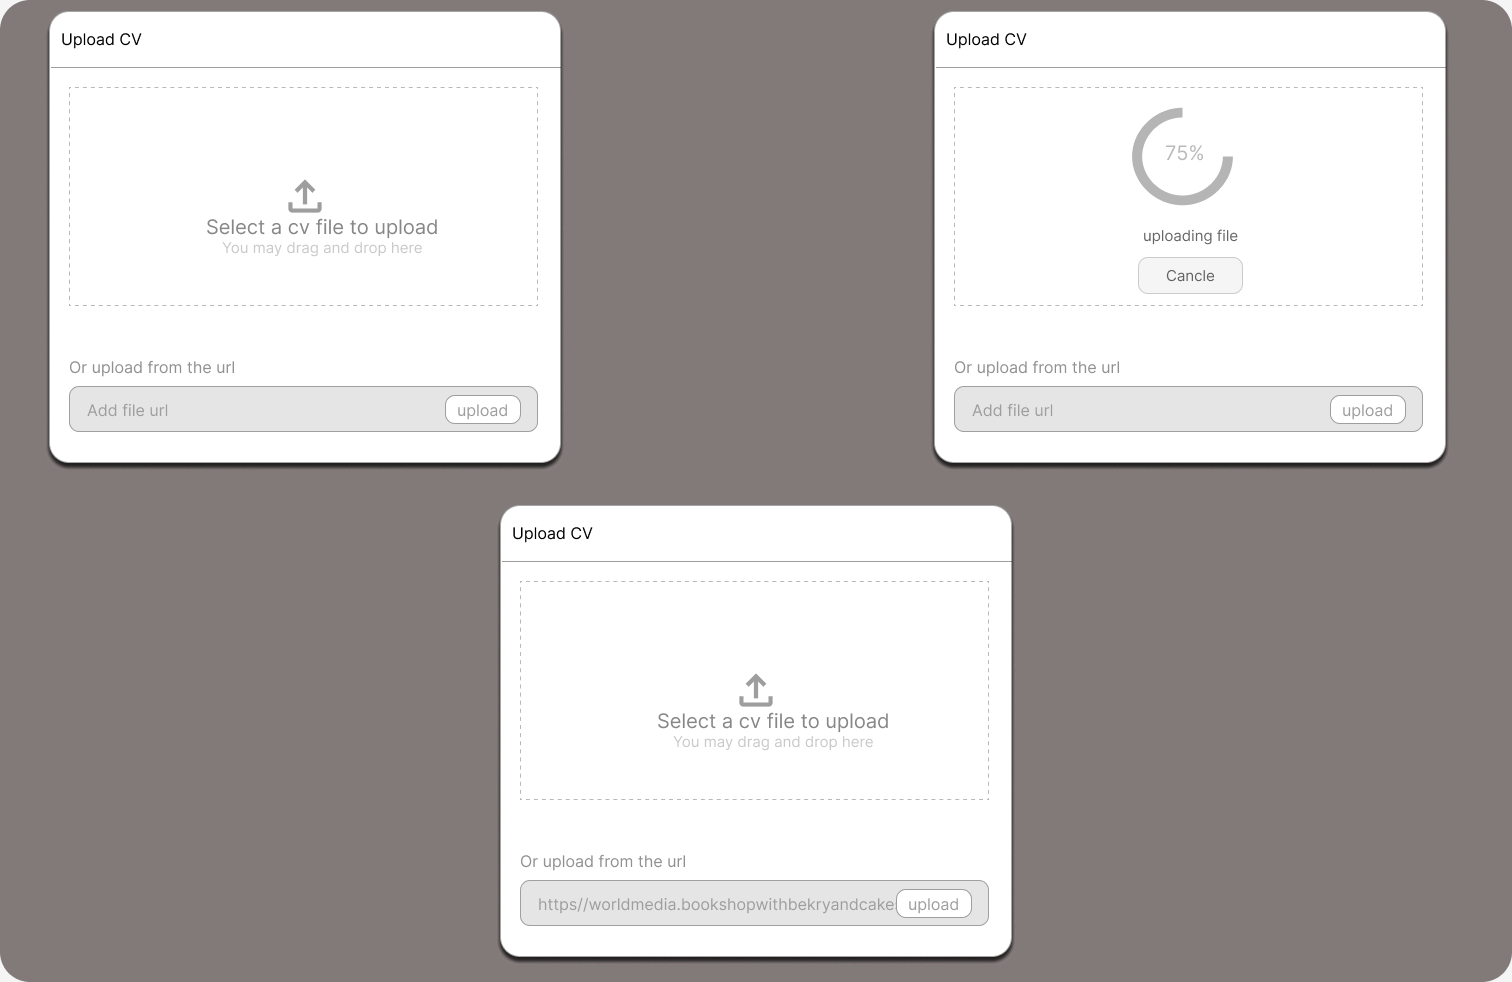 Upload CV
Select a cv file to upload
You may drag and drop here
Or upload from the url
Add file url
upload
Upload CV
75%
uploading file
Cancle
Or upload from the url
Add file url
upload
Upload CV
Select a cv file to upload
You may drag and drop here
Or upload from the url
https//worldmedia.bookshopwithbekryandcake
upload